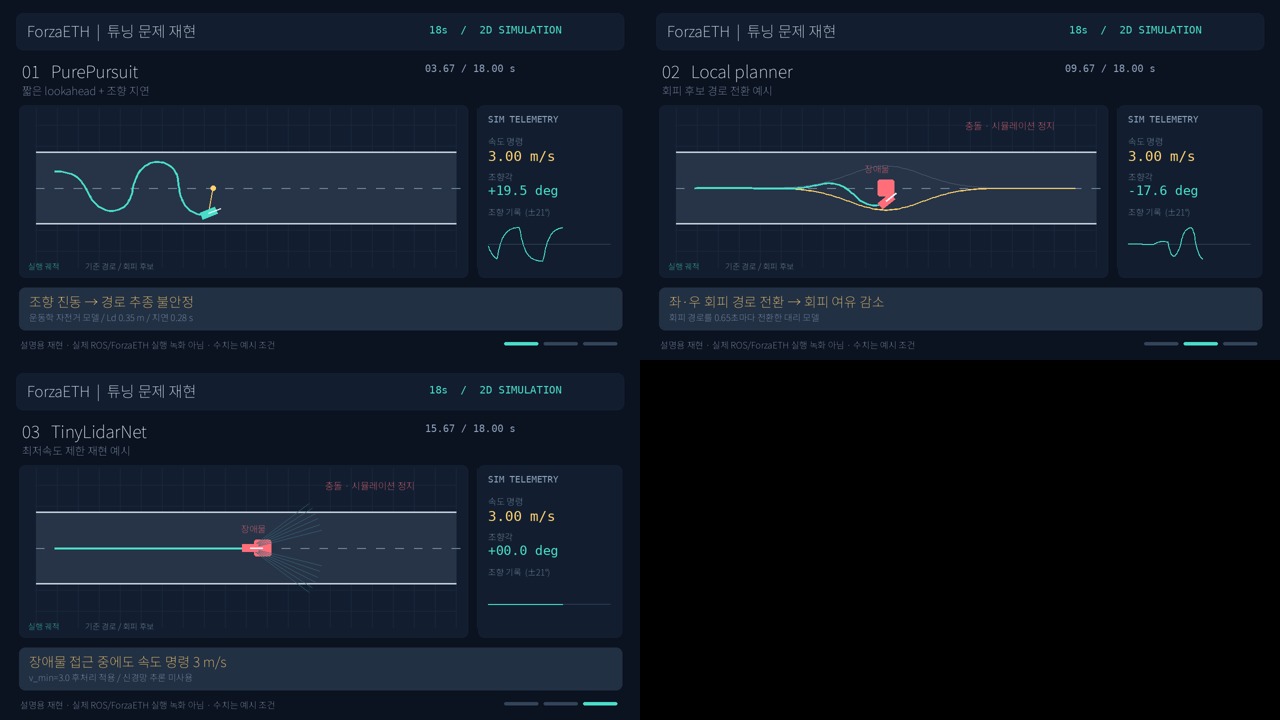 ForzaETH | 튜닝 문제 재현
18s / 2D SIMULATION
01 PurePursuit
03.67 / 18.00 s
짧은 lookahead + 조향 지연
SIM TELEMETRY
속도 명령
3.00 m/s
조향각
+19.5 deg
조향 기록 (±21°)
실행 궤적
기준 경로 / 회피 후보
조향 진동 → 경로 추종 불안정
운동학 자전거 모델 / Ld 0.35 m / 지연 0.28 s
설명용 재현 · 실제 ROS/ForzaETH 실행 녹화 아님 · 수치는 예시 조건
ForzaETH | 튜닝 문제 재현
18s / 2D SIMULATION
02 Local planner
09.67 / 18.00 s
회피 후보 경로 전환 예시
충돌 · 시뮬레이션 정지
장애물
SIM TELEMETRY
속도 명령
3.00 m/s
조향각
-17.6 deg
조향 기록 (±21°)
실행 궤적
기준 경로 / 회피 후보
좌·우 회피 경로 전환 → 회피 여유 감소
회피 경로를 0.65초마다 전환한 대리 모델
설명용 재현 · 실제 ROS/ForzaETH 실행 녹화 아님 · 수치는 예시 조건
ForzaETH | 튜닝 문제 재현
18s / 2D SIMULATION
03 TinyLidarNet
15.67 / 18.00 s
최저속도 제한 재현 예시
충돌 · 시뮬레이션 정지
장애물
SIM TELEMETRY
속도 명령
3.00 m/s
조향각
+00.0 deg
조향 기록 (±21°)
실행 궤적
기준 경로 / 회피 후보
장애물 접근 중에도 속도 명령 3 m/s
v_min=3.0 후처리 적용 / 신경망 추론 미사용
설명용 재현 · 실제 ROS/ForzaETH 실행 녹화 아님 · 수치는 예시 조건